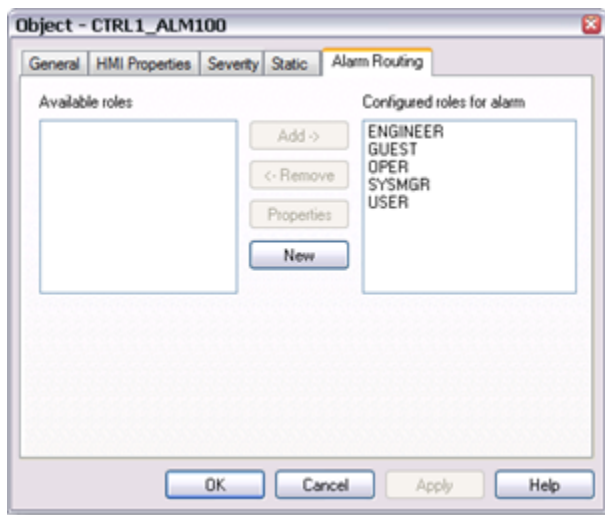 Object - CTRL1_ALM100
General HMI Properties Severity Static Alarm Routing
Available roles
Configured roles for alarm
Add ->
<- Remove
Properties
New
ENGINEER
GUEST
OPER
SYSMGR
USER
OK Cancel Apply Help